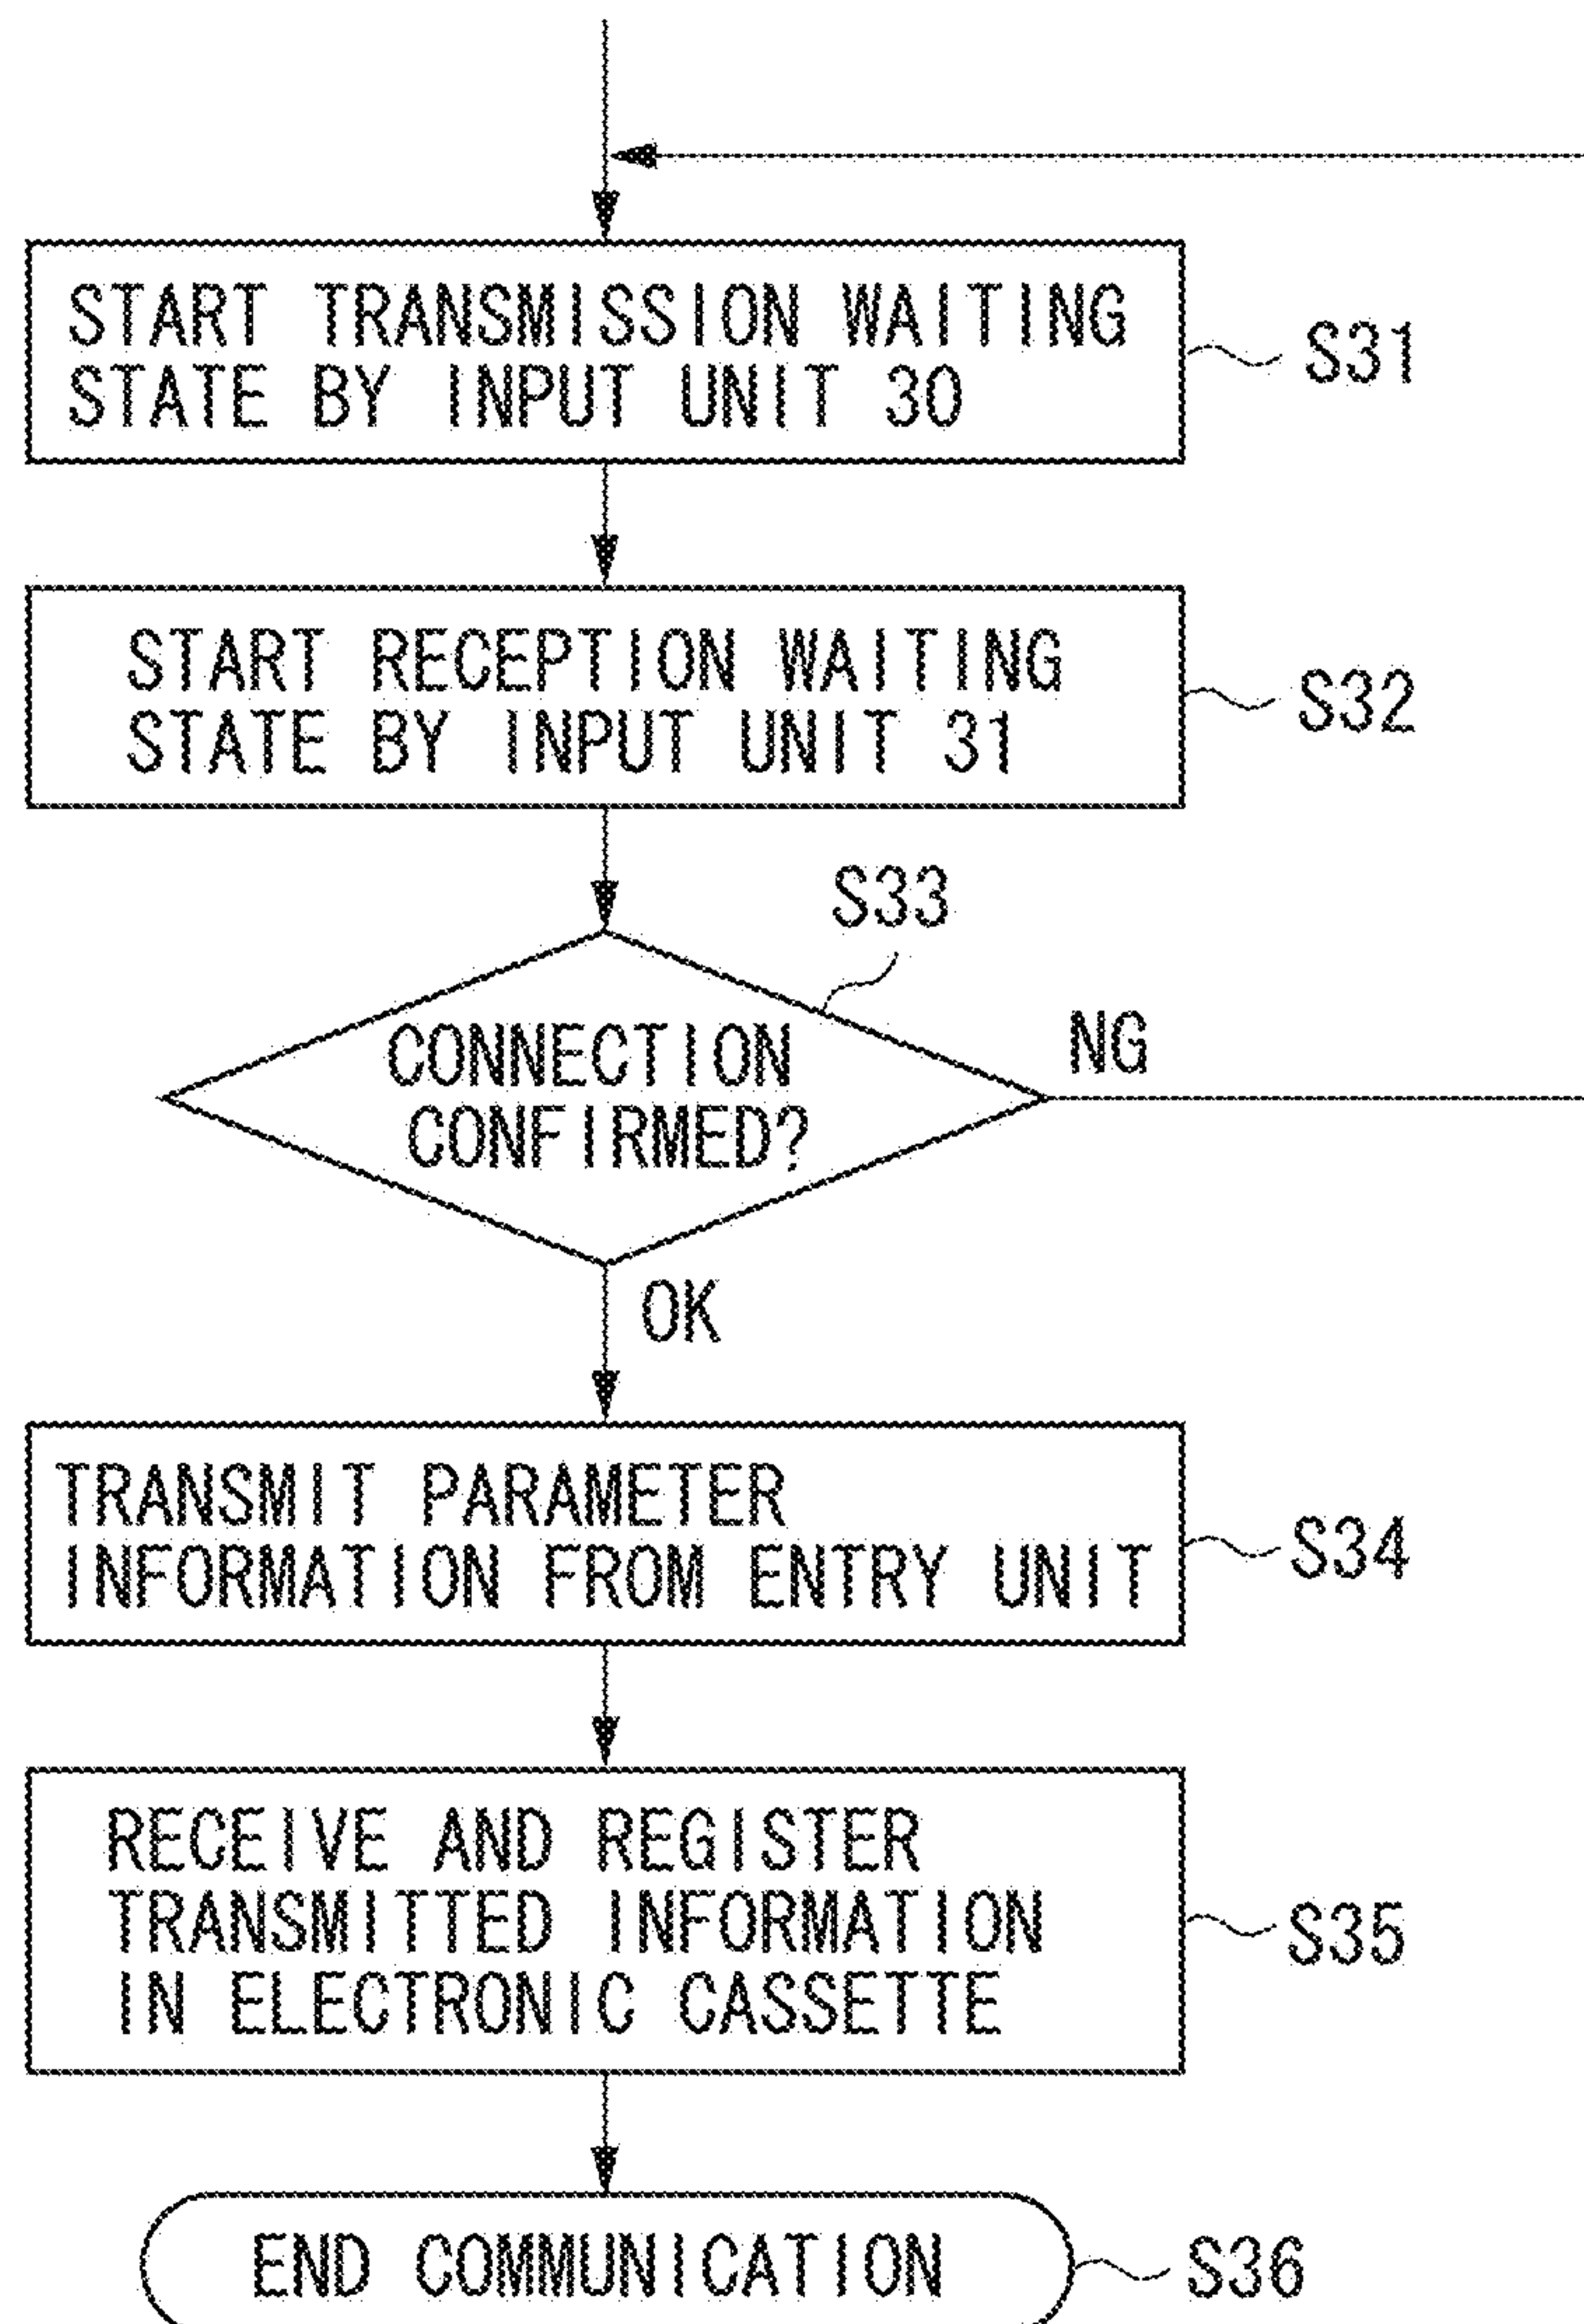 START TRANSMISSION WAITING
STATE BY INPUT UNIT 30
S31
START RECEPTION WAITING
STATE BY INPUT UNIT 31
S32
S33
CONNECTION
CONFIRMED?
NG
OK
TRANSMIT PARAMETER
INFORMATION FROM ENTRY UNIT
S34
RECEIVE AND REGISTER
TRANSMITTED INFORMATION
IN ELECTRONIC CASSETTE
S35
END COMMUNICATION
S36